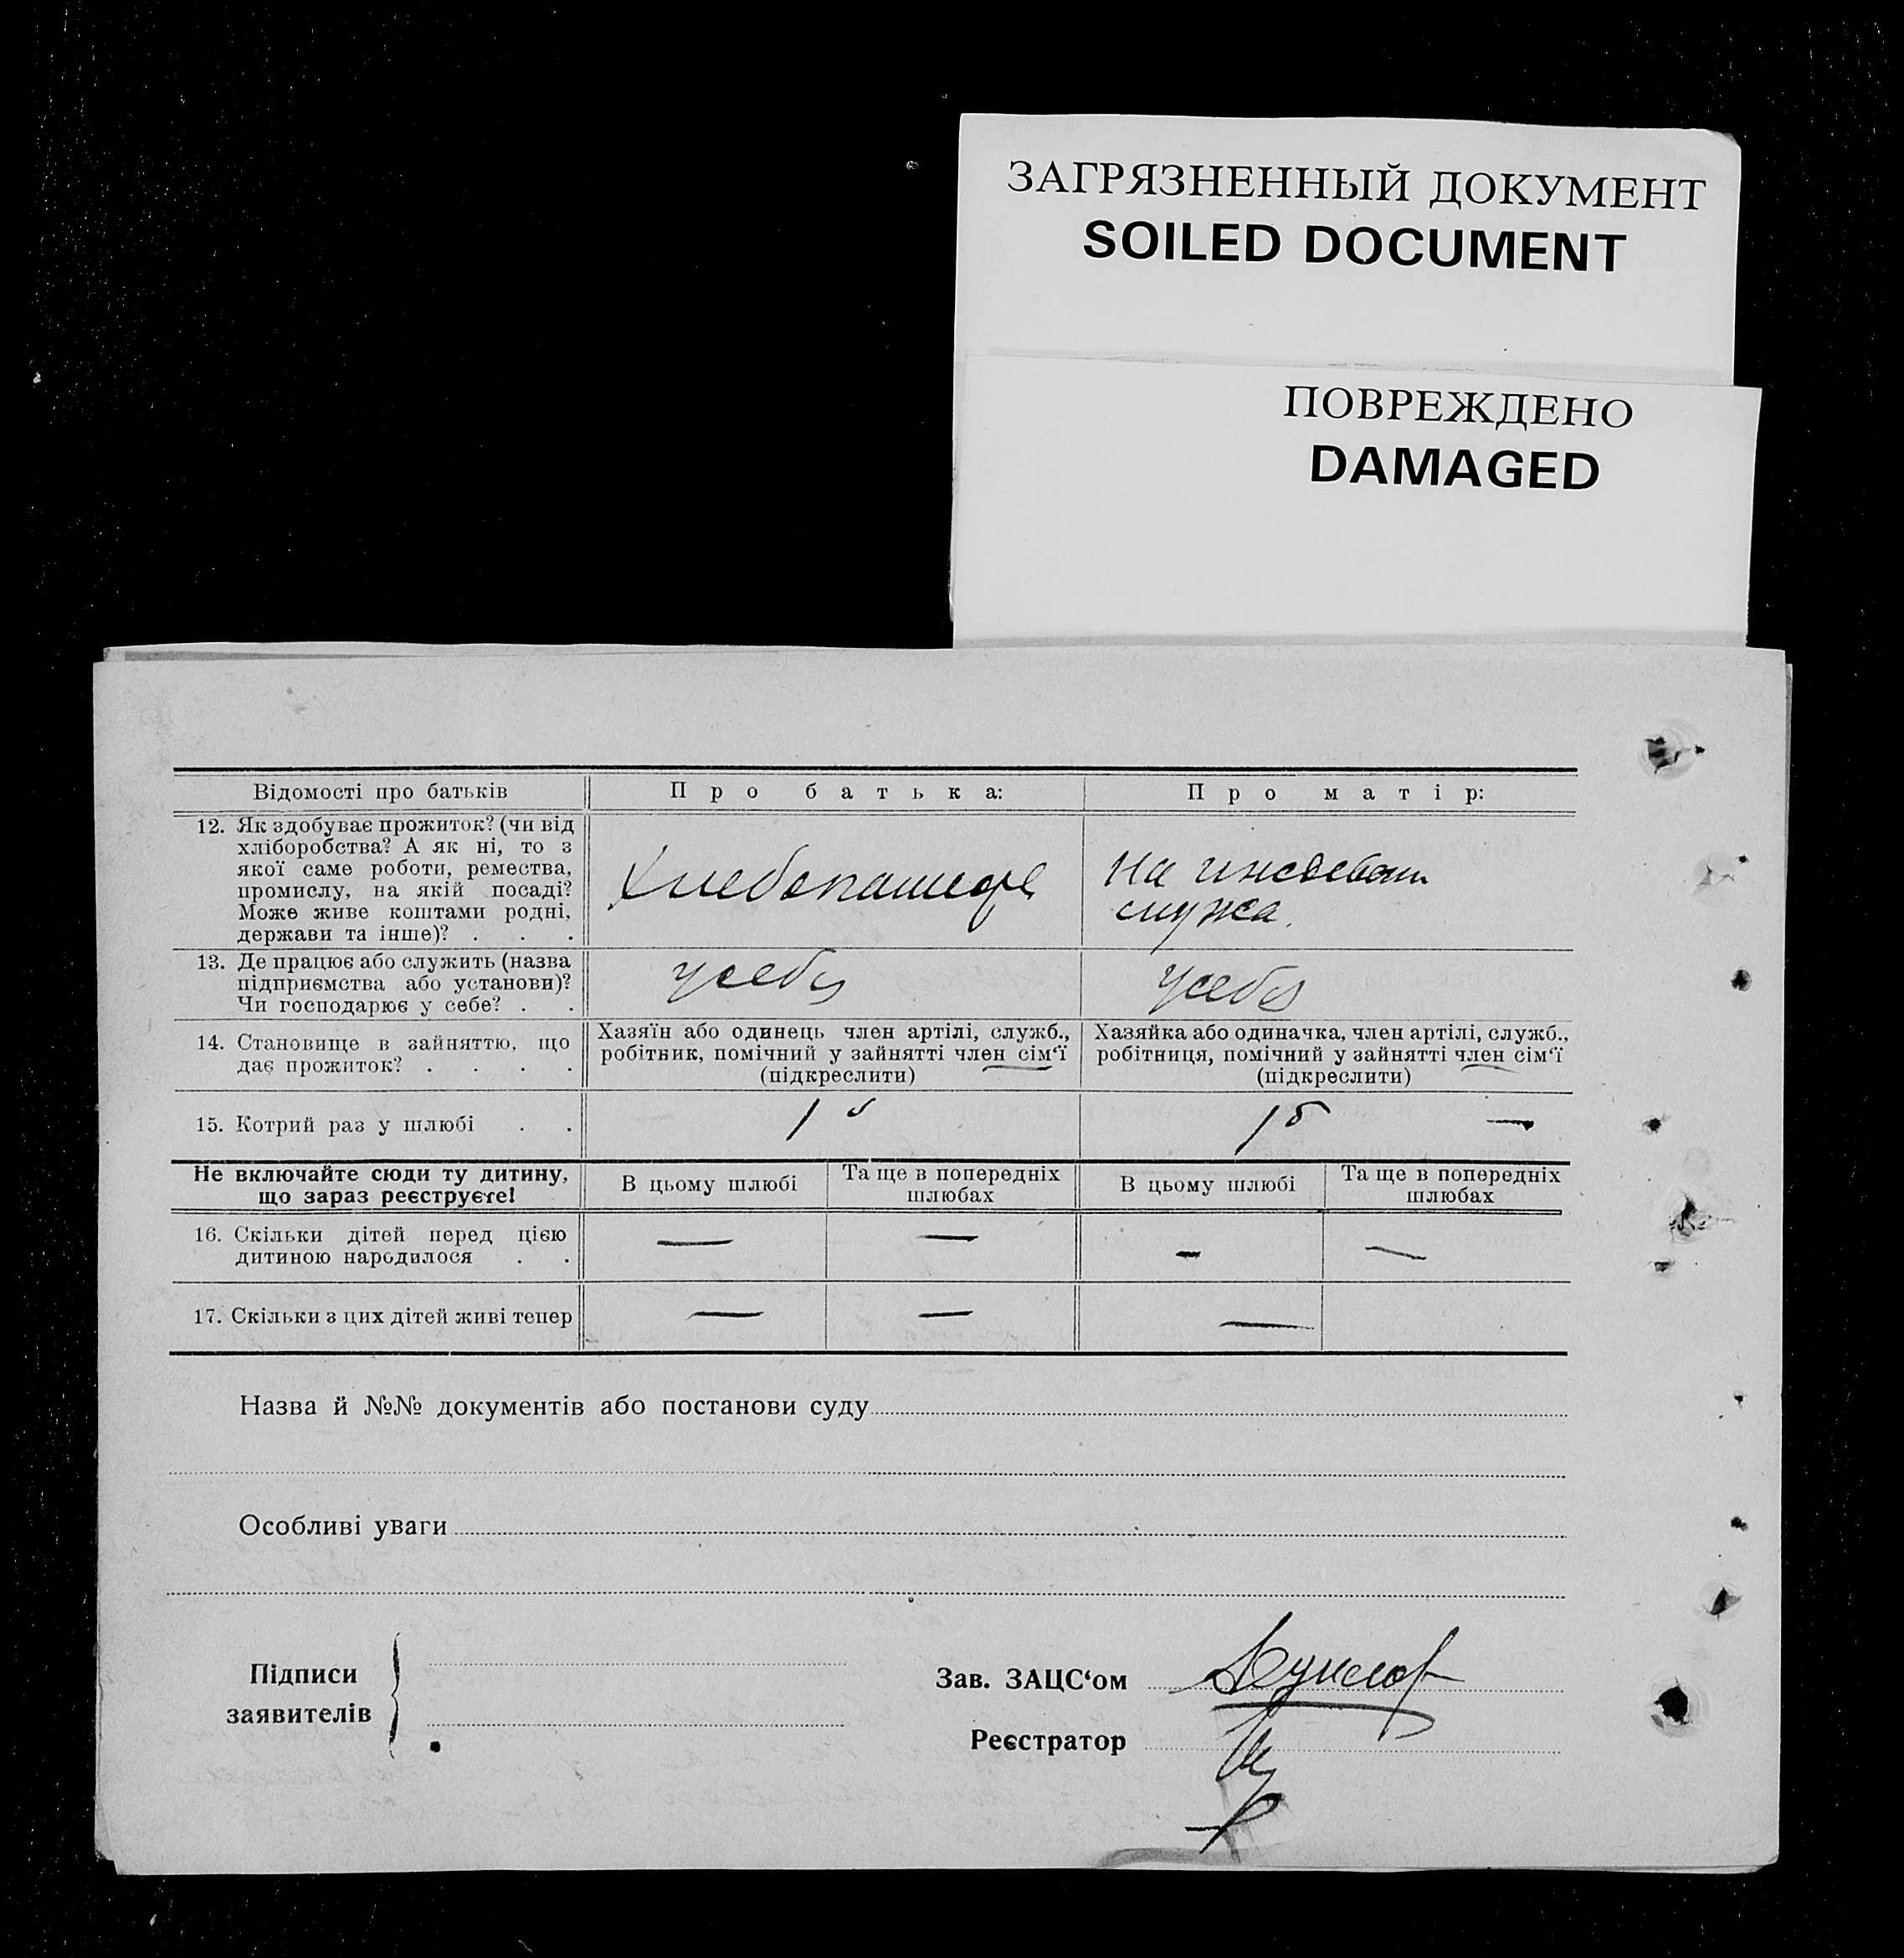 ЗАГРЯЗНЕННЫЙ ДОКУМЕНТ
SOILED DOCUMENT
ПОВРЕЖДЕНО
DAMAGED
Відомості про батьків
Про батька:
Про матір:
12. Як здобуває прожиток? (чи від
хліборобства? А як ні, то з
якої саме роботи, ремества,
промислу, на якій посаді?
Може живе коштами родні,
держави та інше)? . . .
Хлебопашец
На иждевении
мужа.
13. Де працює або служить (назва
підприємства або установи)?
Чи господарює у себе? . .
у себя
у себя
14. Становище в зайняттю, що
дає прожиток? . . . .
Хазяїн або одинець член артілі, служб.,
робітник, помічний у зайнятті член сім‘ї
(підкреслити)
Хазяйка або одиначка, член артілі, служб.,
робітниця, помічний у зайнятті член сім‘ї
(підкреслити)
15. Котрий раз у шлюбі . .
1й
1й —
Не включайте сюди ту дитину,
що зараз реєструєте!
В цьому шлюбі
Та ще в попередніх
шлюбах
В цьому шлюбі
Та ще в попередніх
шлюбах
16. Скільки дітей перед цією
дитиною народилося . .
— — — —
17. Скільки з цих дітей живі тепер
— — —
Назва й №№ документів або постанови суду
Особливі уваги
Підписи
заявителів
Зав. ЗАЦС‘ом
Реєстратор